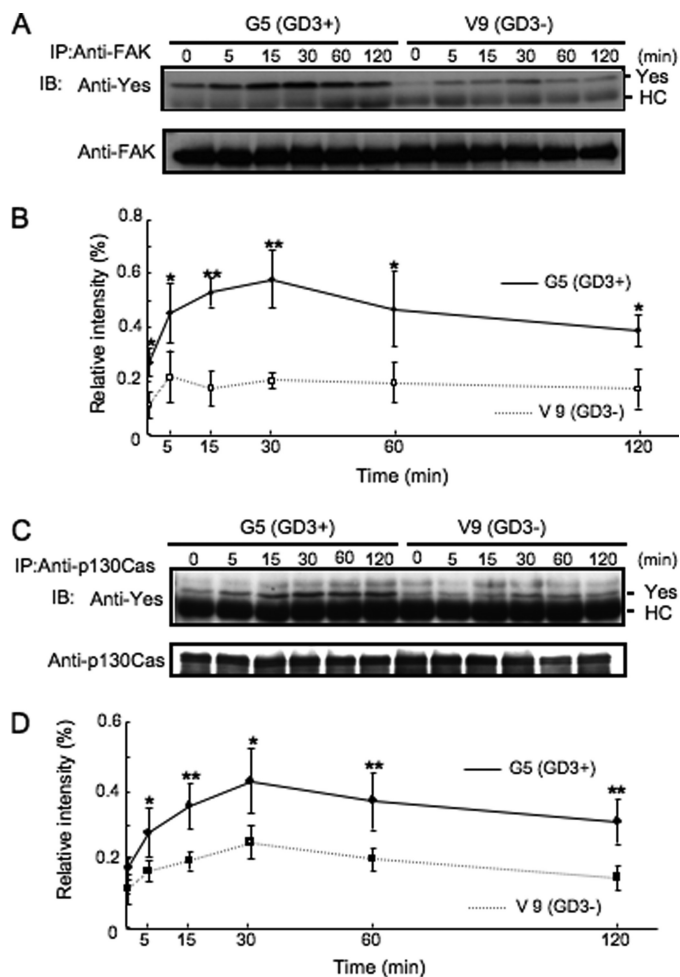 A
G5 (GD3+) V9 (GD3-)
IP:Anti-FAK 0 5 15 30 60 120 0 5 15 30 60 120 (min)
IB: Anti-Yes Yes
HC
Anti-FAK
B
0.8
0.6
0.4
0.2
0
Relative intensity (%)
* * ** ** * *
G5 (GD3+)
V 9 (GD3-)
5 15 30 60 120
Time (min)
C
G5 (GD3+) V9 (GD3-)
0 5 15 30 60 120 0 5 15 30 60 120 (min)
IP:Anti-p130Cas
IB: Anti-Yes Yes
HC
Anti-p130Cas
D
0.6
0.4
0.2
0
Relative intensity (%)
* ** * ** **
G5 (GD3+)
V 9 (GD3-)
5 15 30 60 120
Time (min)